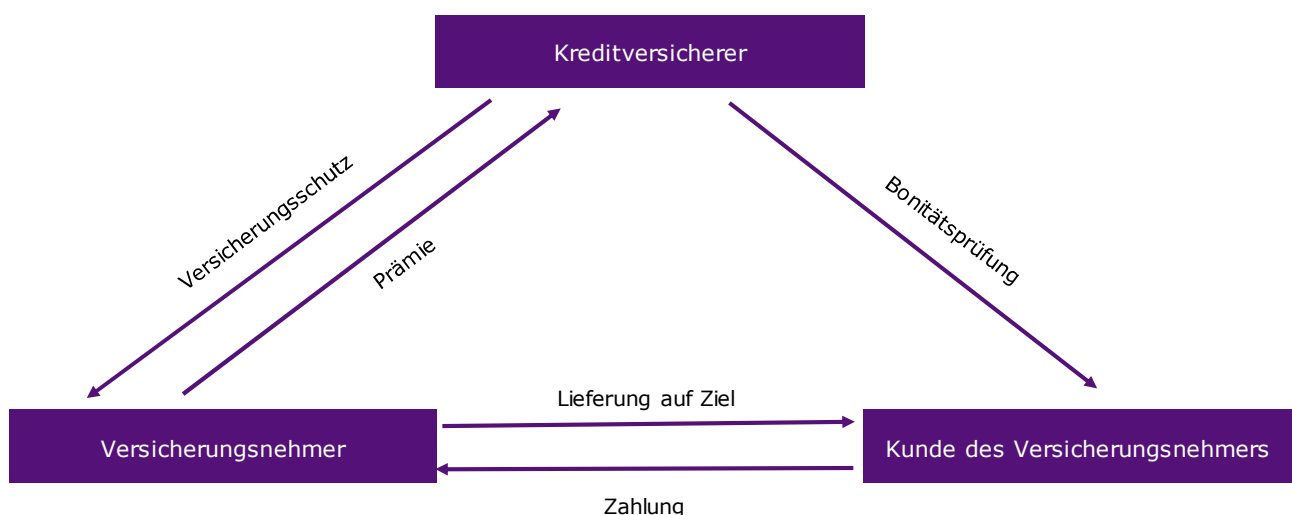 Kreditversicherer
Versicherungsschutz
Prämie
Bonitätsprüfung
Lieferung auf Ziel
Versicherungsnehmer
Kunde des Versicherungsnehmers
Zahlung